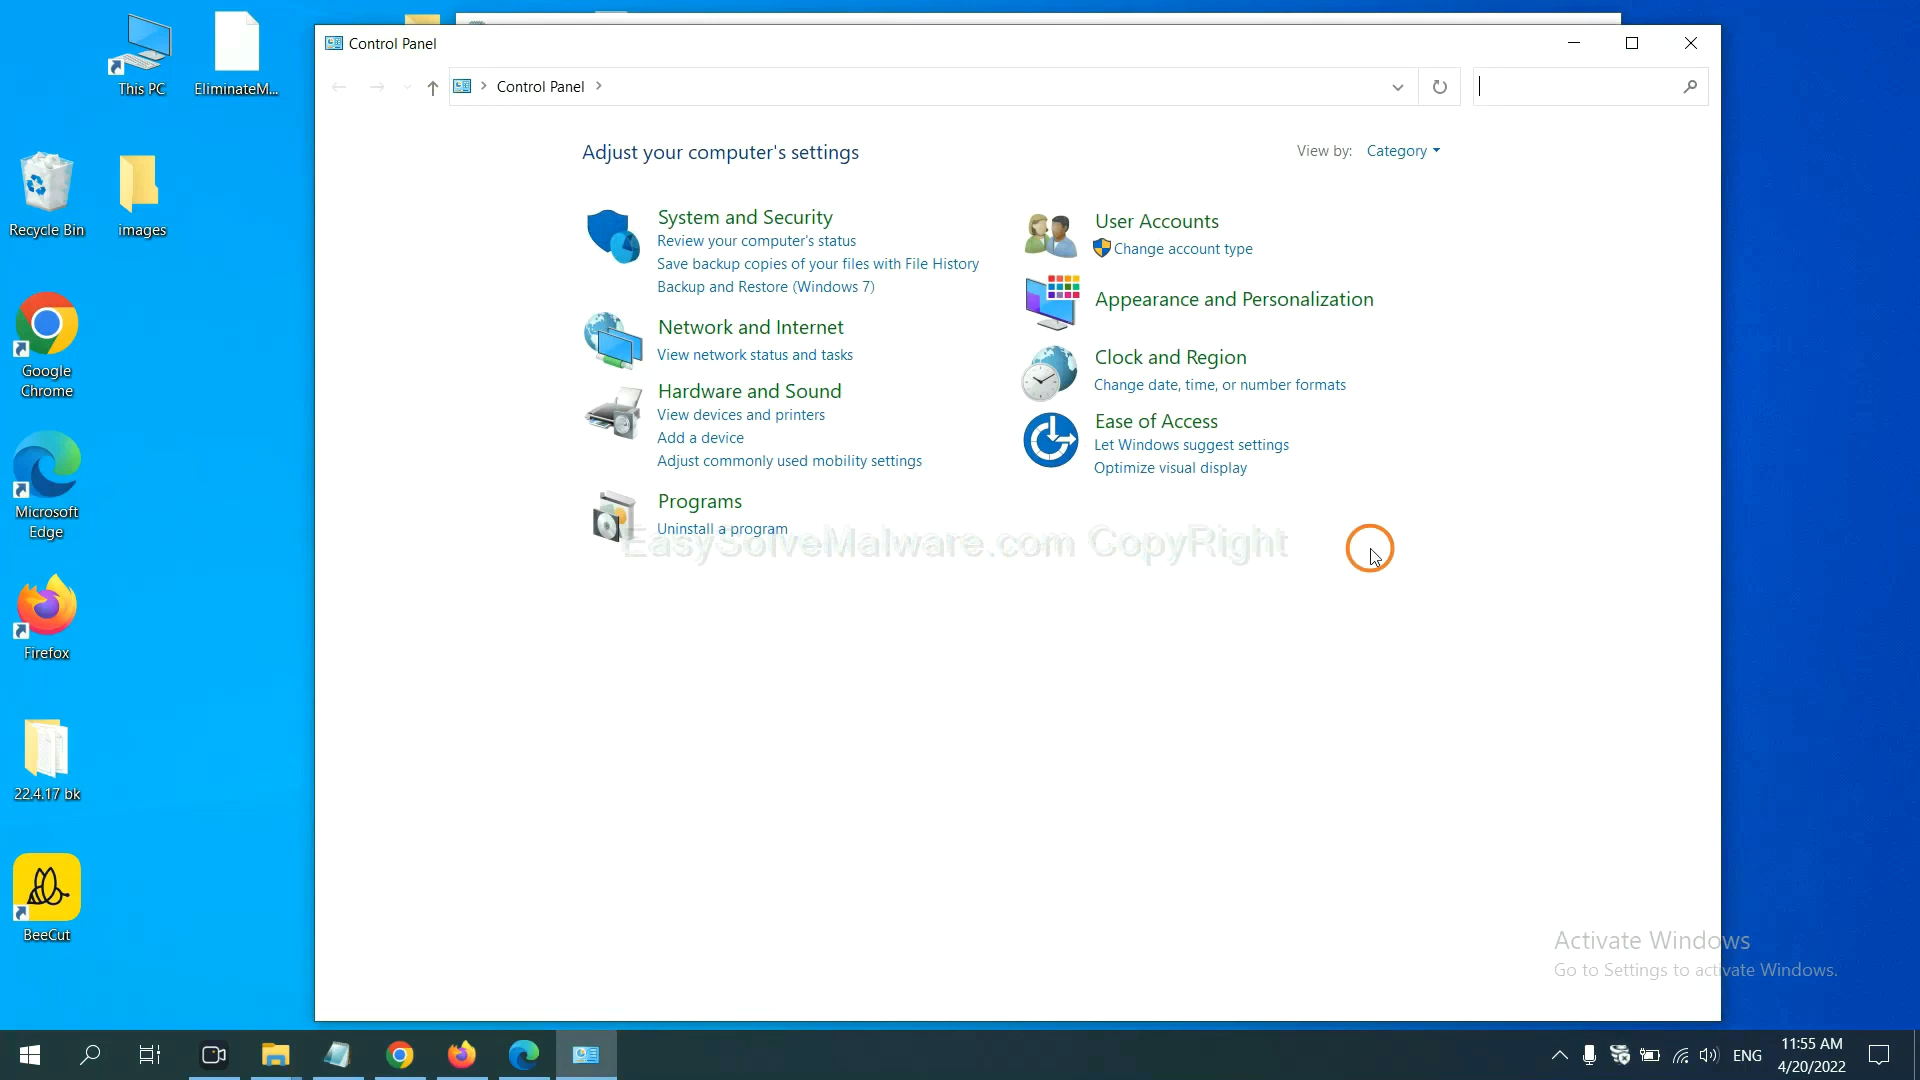 This PC
EliminateM...
Recycle Bin
images
Google
Chrome
Microsoft
Edge
Firefox
22.4.17 bk
BeeCut
Control Panel
Control Panel
Adjust your computer's settings
View by: Category
System and Security
Review your computer's status
Save backup copies of your files with File History
Backup and Restore (Windows 7)
Network and Internet
View network status and tasks
Hardware and Sound
View devices and printers
Add a device
Adjust commonly used mobility settings
Programs
Uninstall a program
User Accounts
Change account type
Appearance and Personalization
Clock and Region
Change date, time, or number formats
Ease of Access
Let Windows suggest settings
Optimize visual display
EasySolveMalware.com CopyRight
Activate Windows
Go to Settings to activate Windows.
ENG
11:55 AM
4/20/2022